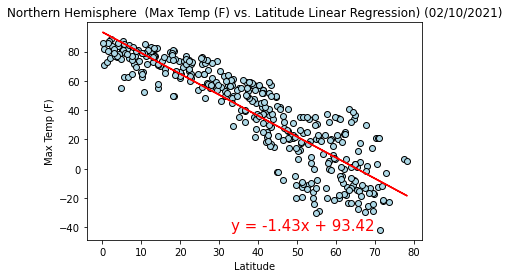 Northern Hemisphere  (Max Temp (F) vs. Latitude Linear Regression) (02/10/2021)
Max Temp (F)
80
60
40
20
0
−20
−40
y = -1.43x + 93.42
0 10 20 30 40 50 60 70 80
Latitude